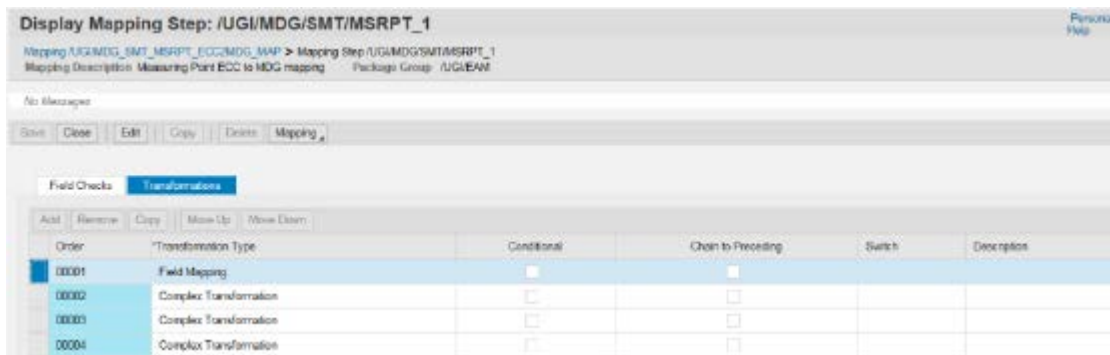 Display Mapping Step: /UGI/MDG/SMT/MSRPT_1
Persona
Help
Mapping /UGI/MDG_SMT_MSRPT_ECC2MDG_MAP > Mapping Step /UGI/MDG/SMT/MSRPT_1
Mapping Description Measuring Point ECC to MDG mapping Package Group /UGI/EAM
No Messages
Save Close Edit Copy Delete Mapping
Field Checks Transformations
Add Remove Copy Move Up Move Down
Order *Transformation Type Conditional Chain to Preceding Switch Description
00001 Field Mapping
00002 Complex Transformation
00003 Complex Transformation
00004 Complex Transformation